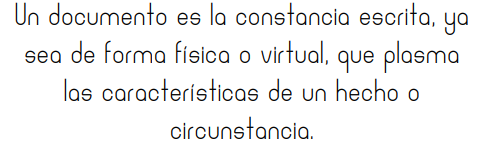 Un documento es la constancia escrita, ya
sea de forma física o virtual, que plasma
las características de un hecho o
circunstancia.